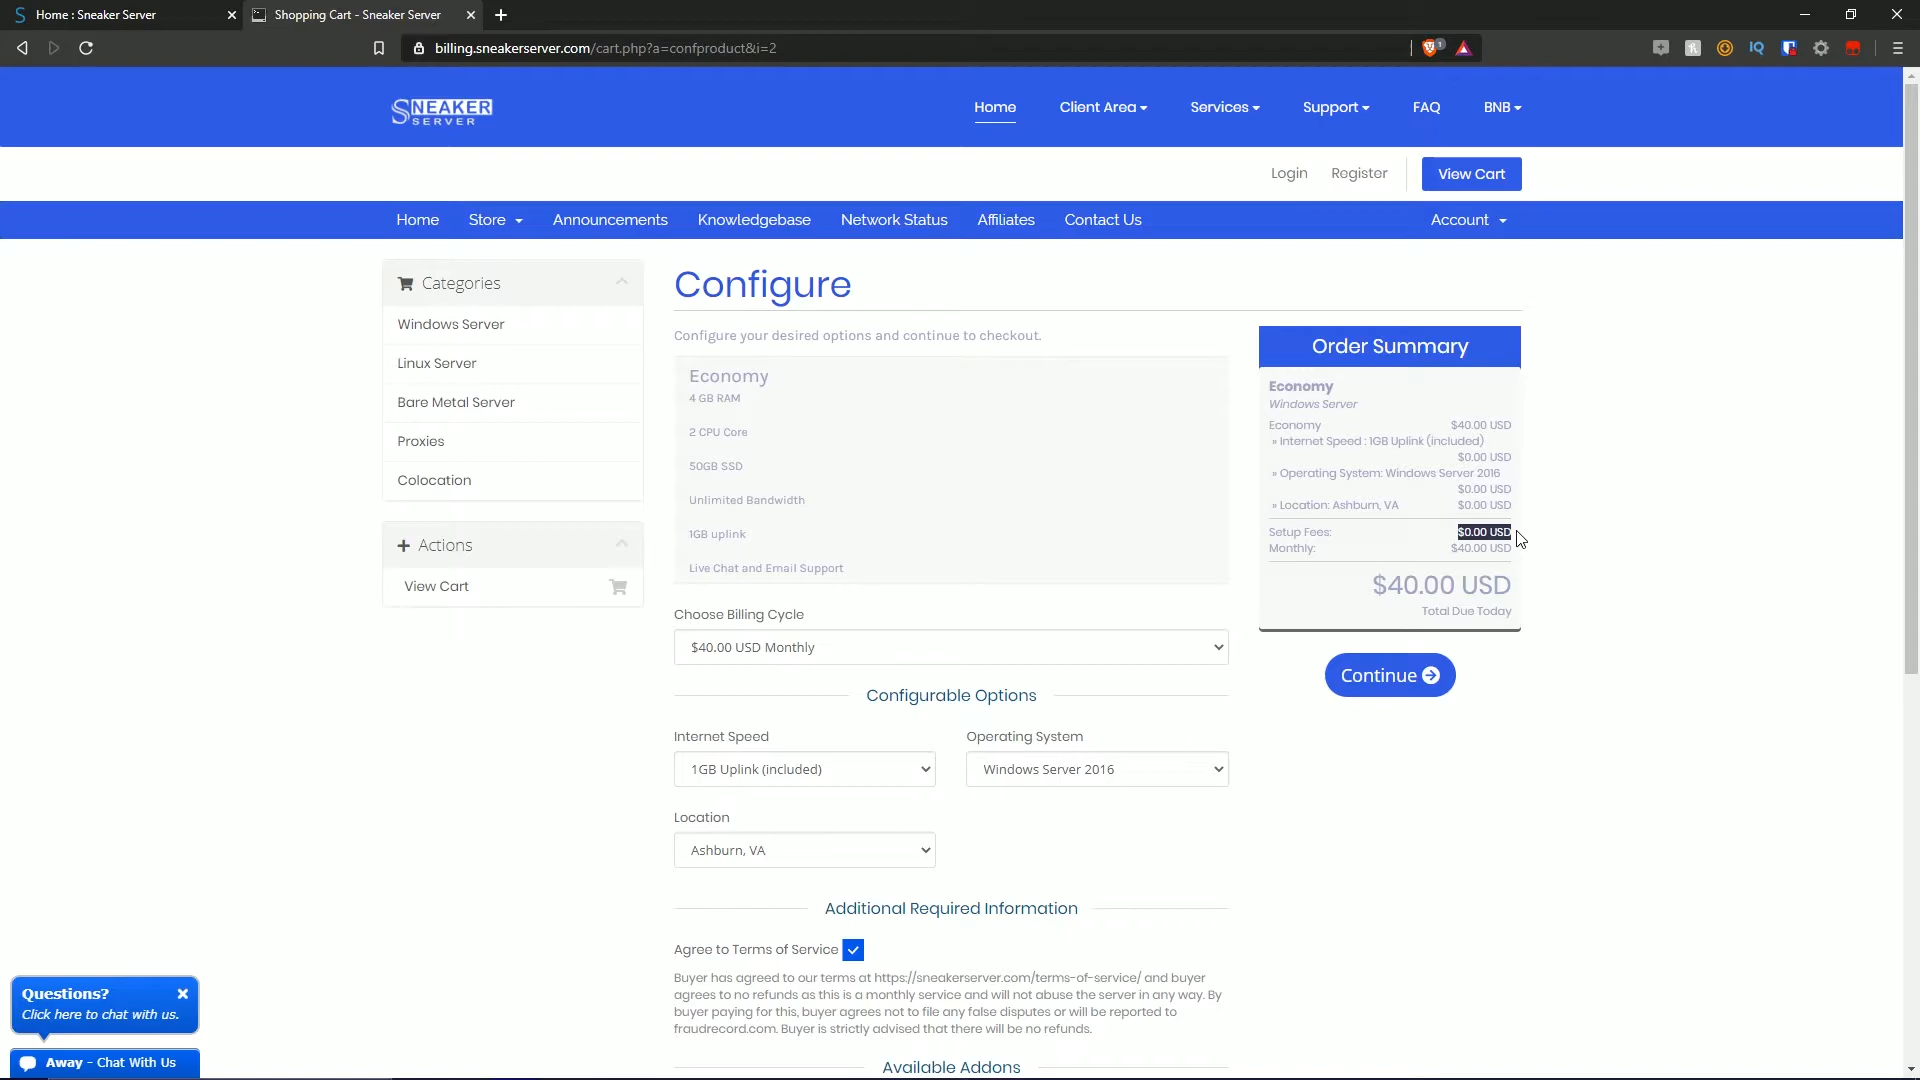 Home : Sneaker Server
Shopping Cart - Sneaker Server
billing.sneakerserver.com/cart.php?a=confproduct&i=2
SNEAKER
SERVER
Home
Client Area
Services
Support
FAQ
BNB
Login
Register
View Cart
Home
Store
Announcements
Knowledgebase
Network Status
Affiliates
Contact Us
Account
Categories
Windows Server
Linux Server
Bare Metal Server
Proxies
Colocation
Actions
View Cart
Configure
Configure your desired options and continue to checkout.
Economy
4 GB RAM
2 CPU Core
50GB SSD
Unlimited Bandwidth
1GB uplink
Live Chat and Email Support
Choose Billing Cycle
$40.00 USD Monthly
Configurable Options
Internet Speed
1GB Uplink (included)
Operating System
Windows Server 2016
Location
Ashburn, VA
Additional Required Information
Agree to Terms of Service
Buyer has agreed to our terms at https://sneakerserver.com/terms-of-service/ and buyer
agrees to no refunds as this is a monthly service and will not abuse the server in any way. By
buyer paying for this, buyer agrees not to file any false disputes or will be reported to
fraudrecord.com. Buyer is strictly advised that there will be no refunds.
Available Addons
Order Summary
Economy
Windows Server
Economy $40.00 USD
» Internet Speed : 1GB Uplink (included)
$0.00 USD
» Operating System: Windows Server 2016
$0.00 USD
» Location: Ashburn, VA $0.00 USD
Setup Fees: $0.00 USD
Monthly: $40.00 USD
$40.00 USD
Total Due Today
Continue
Questions?
Click here to chat with us.
Away - Chat With Us